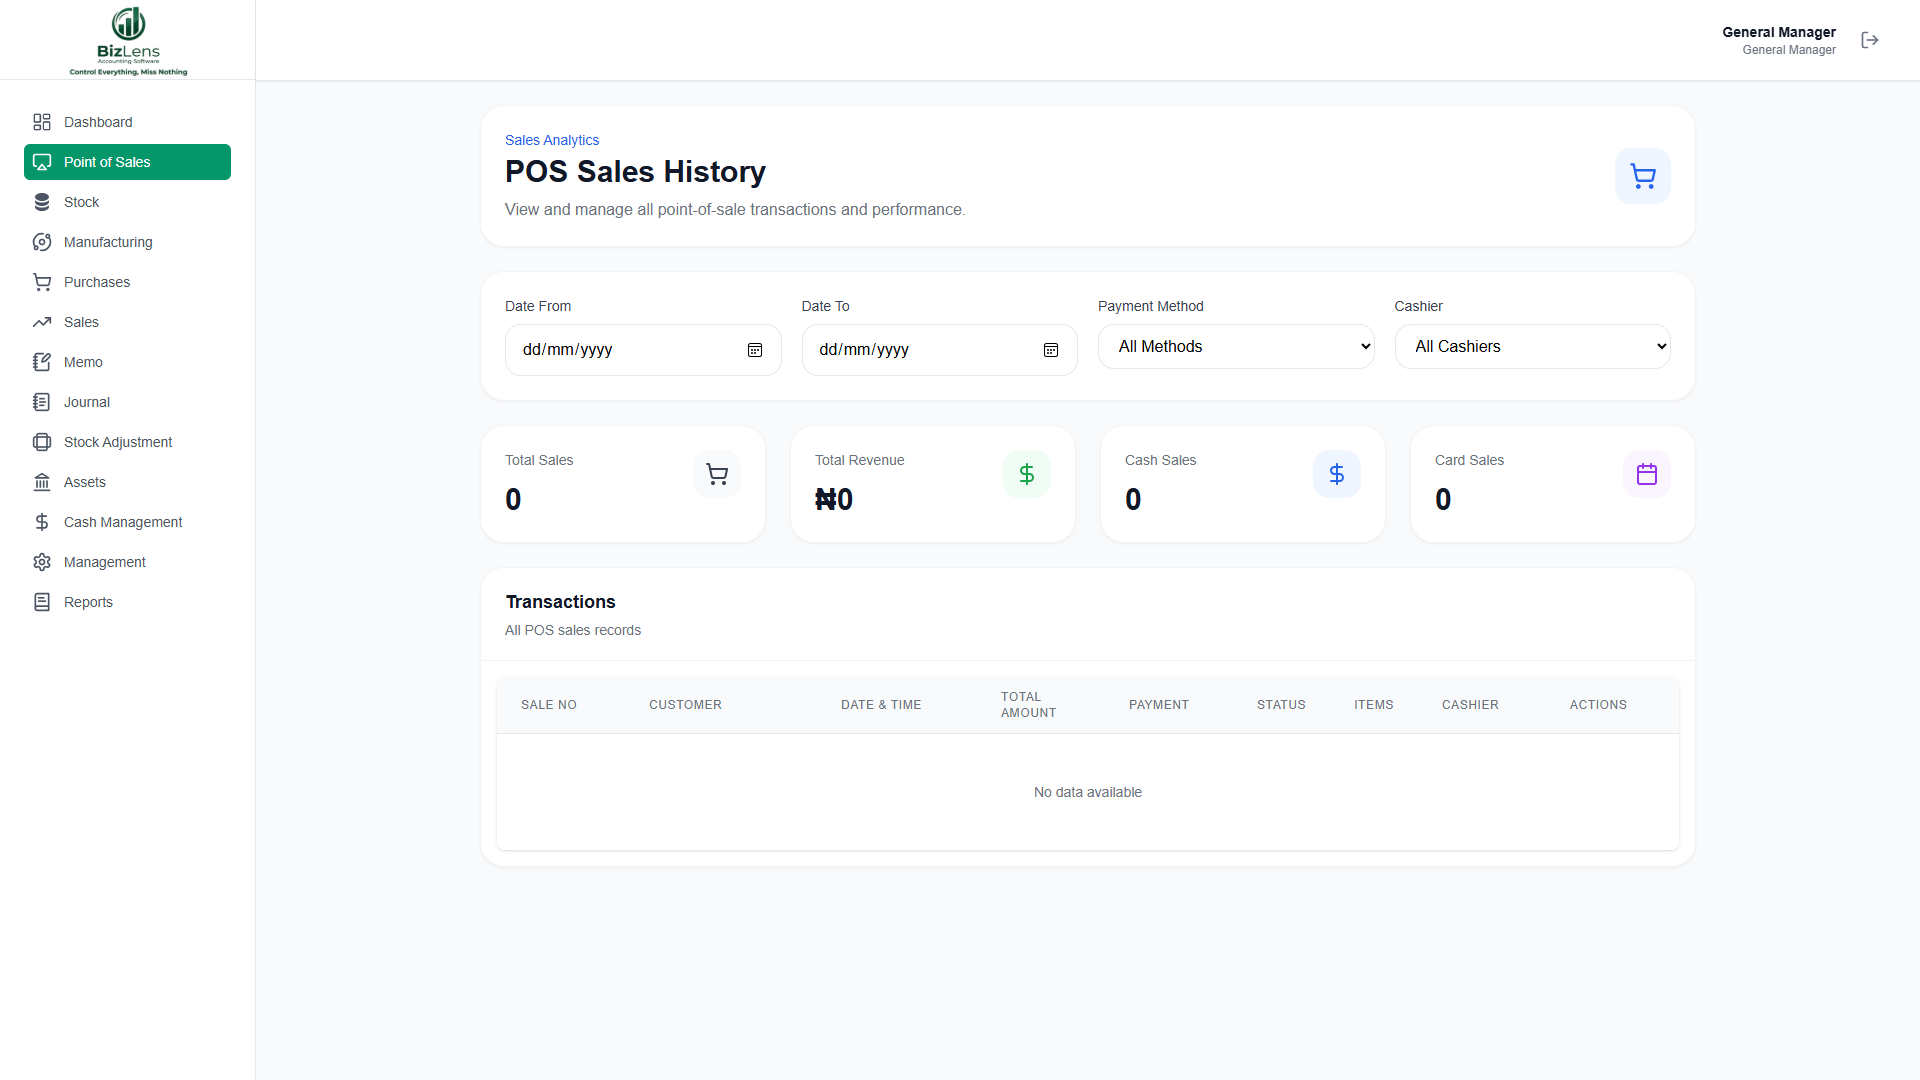 BizLens
Accounting Software
Control Everything, Miss Nothing
General Manager
General Manager
Dashboard
Point of Sales
Stock
Manufacturing
Purchases
Sales
Memo
Journal
Stock Adjustment
Assets
Cash Management
Management
Reports
Sales Analytics
POS Sales History
View and manage all point-of-sale transactions and performance.
Date From
Date To
Payment Method
Cashier
dd/mm/yyyy
dd/mm/yyyy
All Methods
All Cashiers
Total Sales
0
Total Revenue
₦0
Cash Sales
0
Card Sales
0
Transactions
All POS sales records
SALE NO
CUSTOMER
DATE & TIME
TOTAL
AMOUNT
PAYMENT
STATUS
ITEMS
CASHIER
ACTIONS
No data available